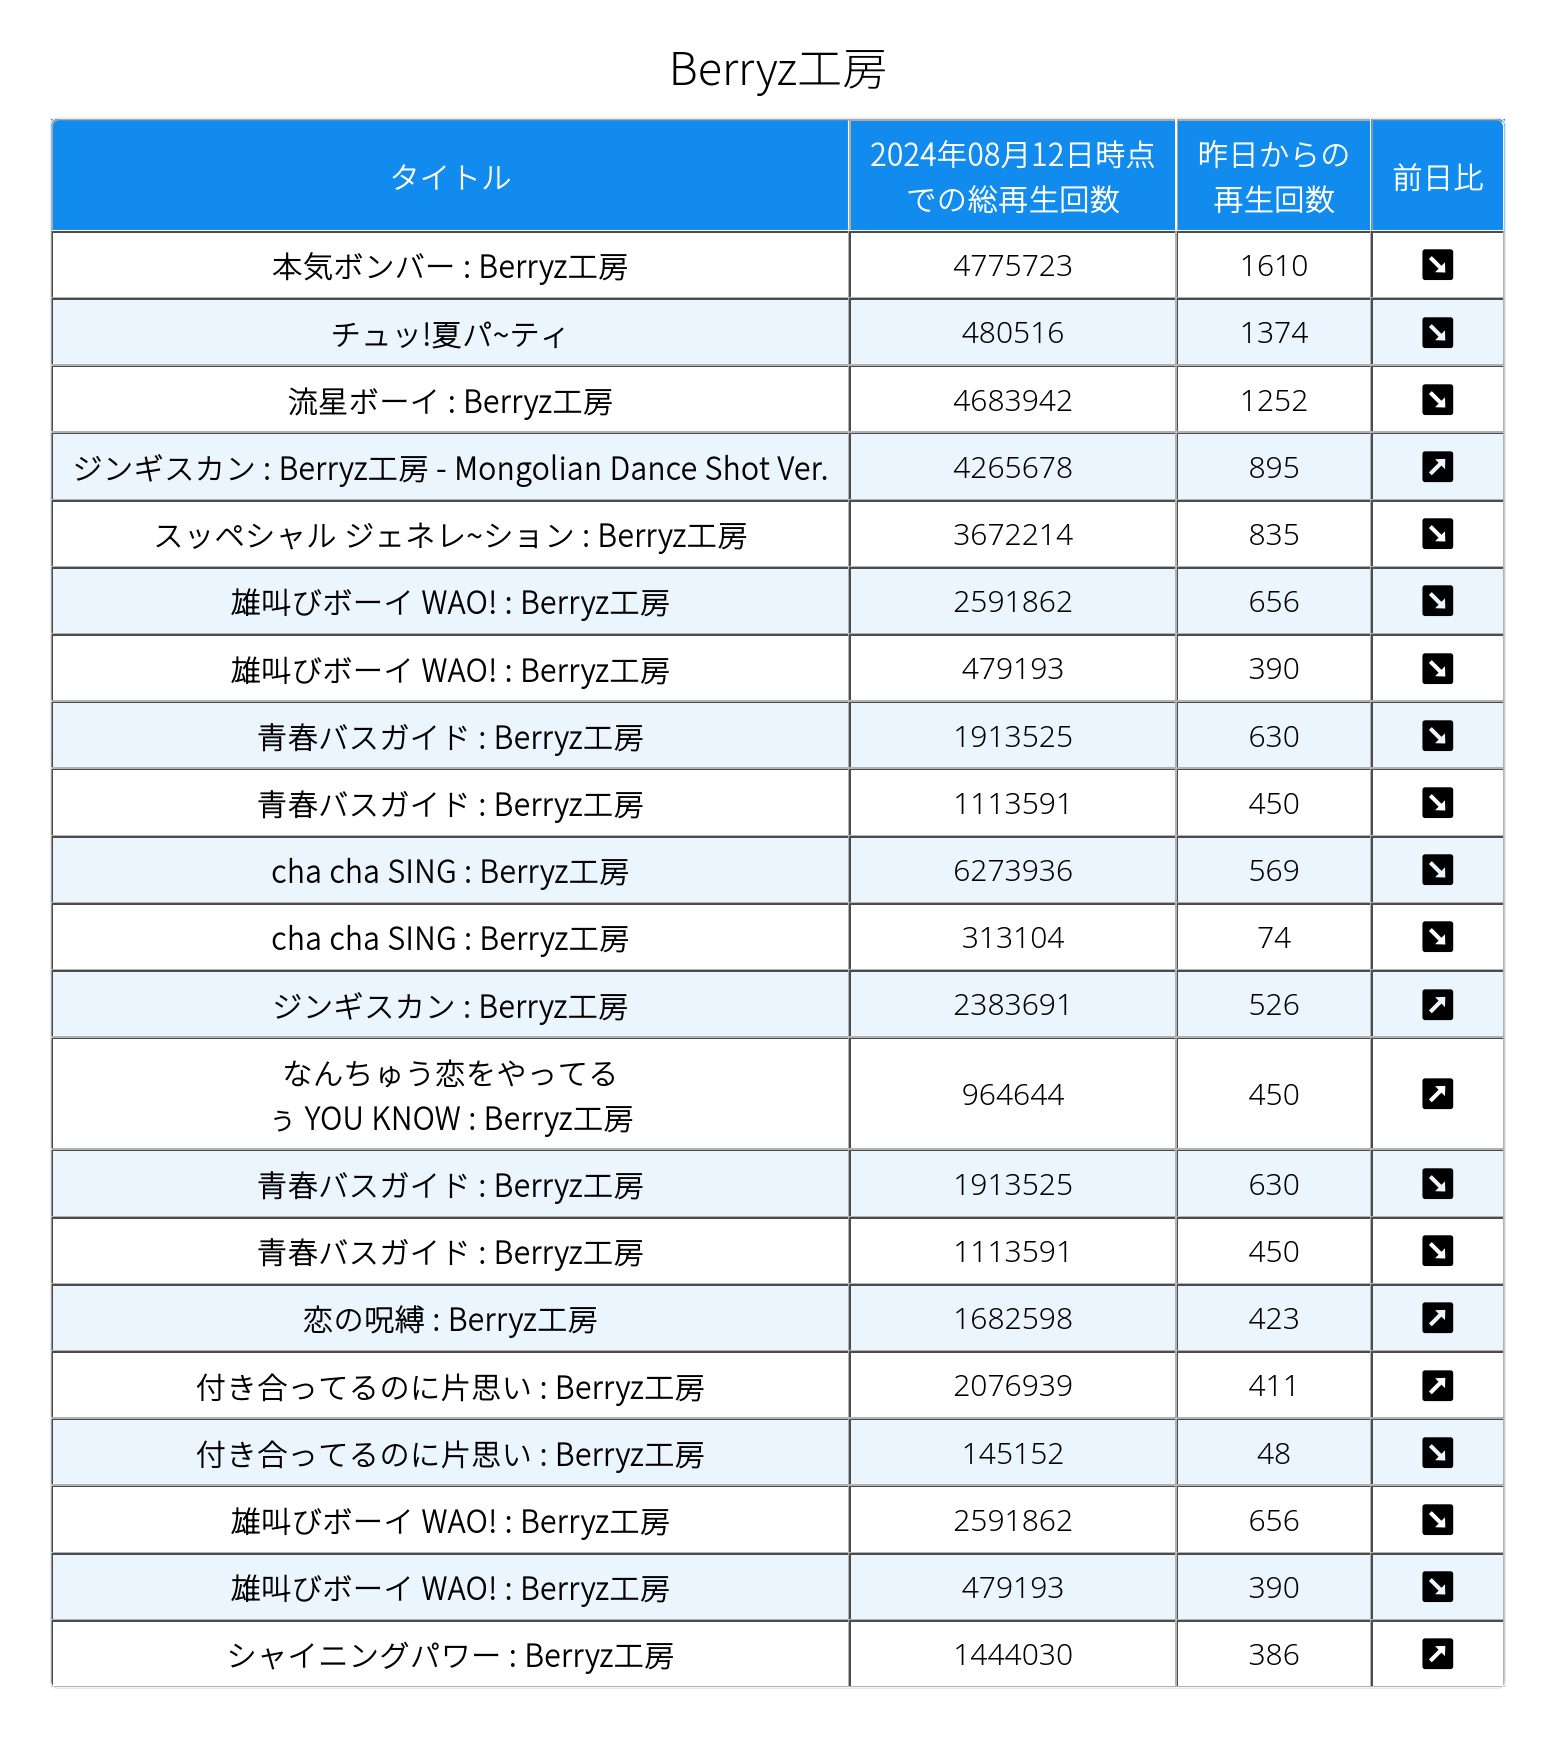 Berryz工房
タイトル
2024年08月12日時点
での総再生回数
昨日からの
再生回数
前日比
本気ボンバー : Berryz工房 4775723 1610
チュッ!夏パ~ティ 480516 1374
流星ボーイ : Berryz工房 4683942 1252
ジンギスカン : Berryz工房 - Mongolian Dance Shot Ver. 4265678 895
スッペシャル ジェネレ~ション : Berryz工房 3672214 835
雄叫びボーイ WAO! : Berryz工房 2591862 656
雄叫びボーイ WAO! : Berryz工房 479193 390
青春バスガイド : Berryz工房 1913525 630
青春バスガイド : Berryz工房 1113591 450
cha cha SING : Berryz工房 6273936 569
cha cha SING : Berryz工房 313104 74
ジンギスカン : Berryz工房 2383691 526
なんちゅう恋をやってる
ぅ YOU KNOW : Berryz工房 964644 450
青春バスガイド : Berryz工房 1913525 630
青春バスガイド : Berryz工房 1113591 450
恋の呪縛 : Berryz工房 1682598 423
付き合ってるのに片思い : Berryz工房 2076939 411
付き合ってるのに片思い : Berryz工房 145152 48
雄叫びボーイ WAO! : Berryz工房 2591862 656
雄叫びボーイ WAO! : Berryz工房 479193 390
シャイニングパワー : Berryz工房 1444030 386